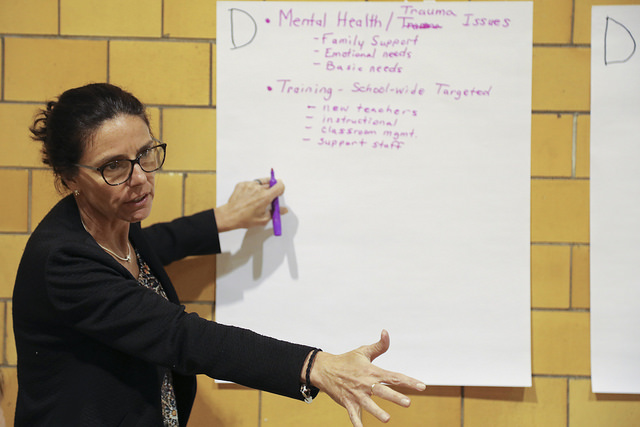 D
Trauma
• Mental Health / Issues
- Family Support
- Emotional needs
- Basic needs
• Training - School-wide Targeted
- new teachers
- instructional
- classroom mgmt.
- support staff
D